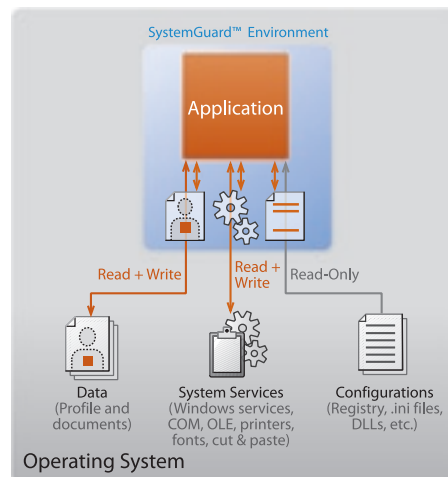 SystemGuard™ Environment
Application
Read + Write
Read +
Write
Read-Only
Data
(Profile and
documents)
System Services
(Windows services,
COM, OLE, printers,
fonts, cut & paste)
Configurations
(Registry, .ini files,
DLLs, etc.)
Operating System